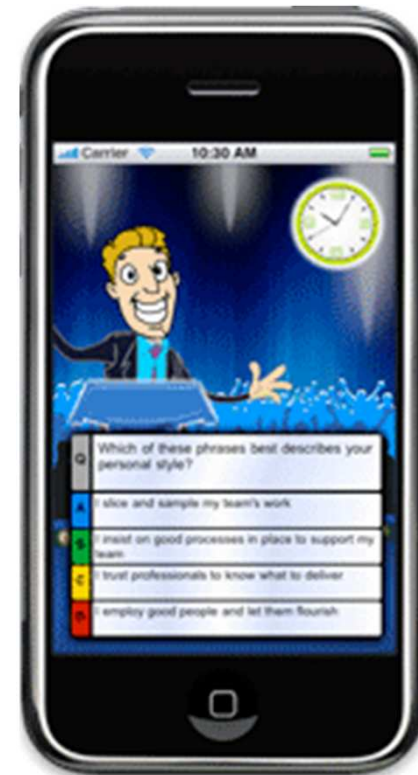 Carrier 10:30 AM
Q Which of these phrases best describes your
personal style?
A I slice and sample my team's work
B I insist on good processes in place to support my
team
C I trust professionals to know what to deliver
D I employ good people and let them flourish